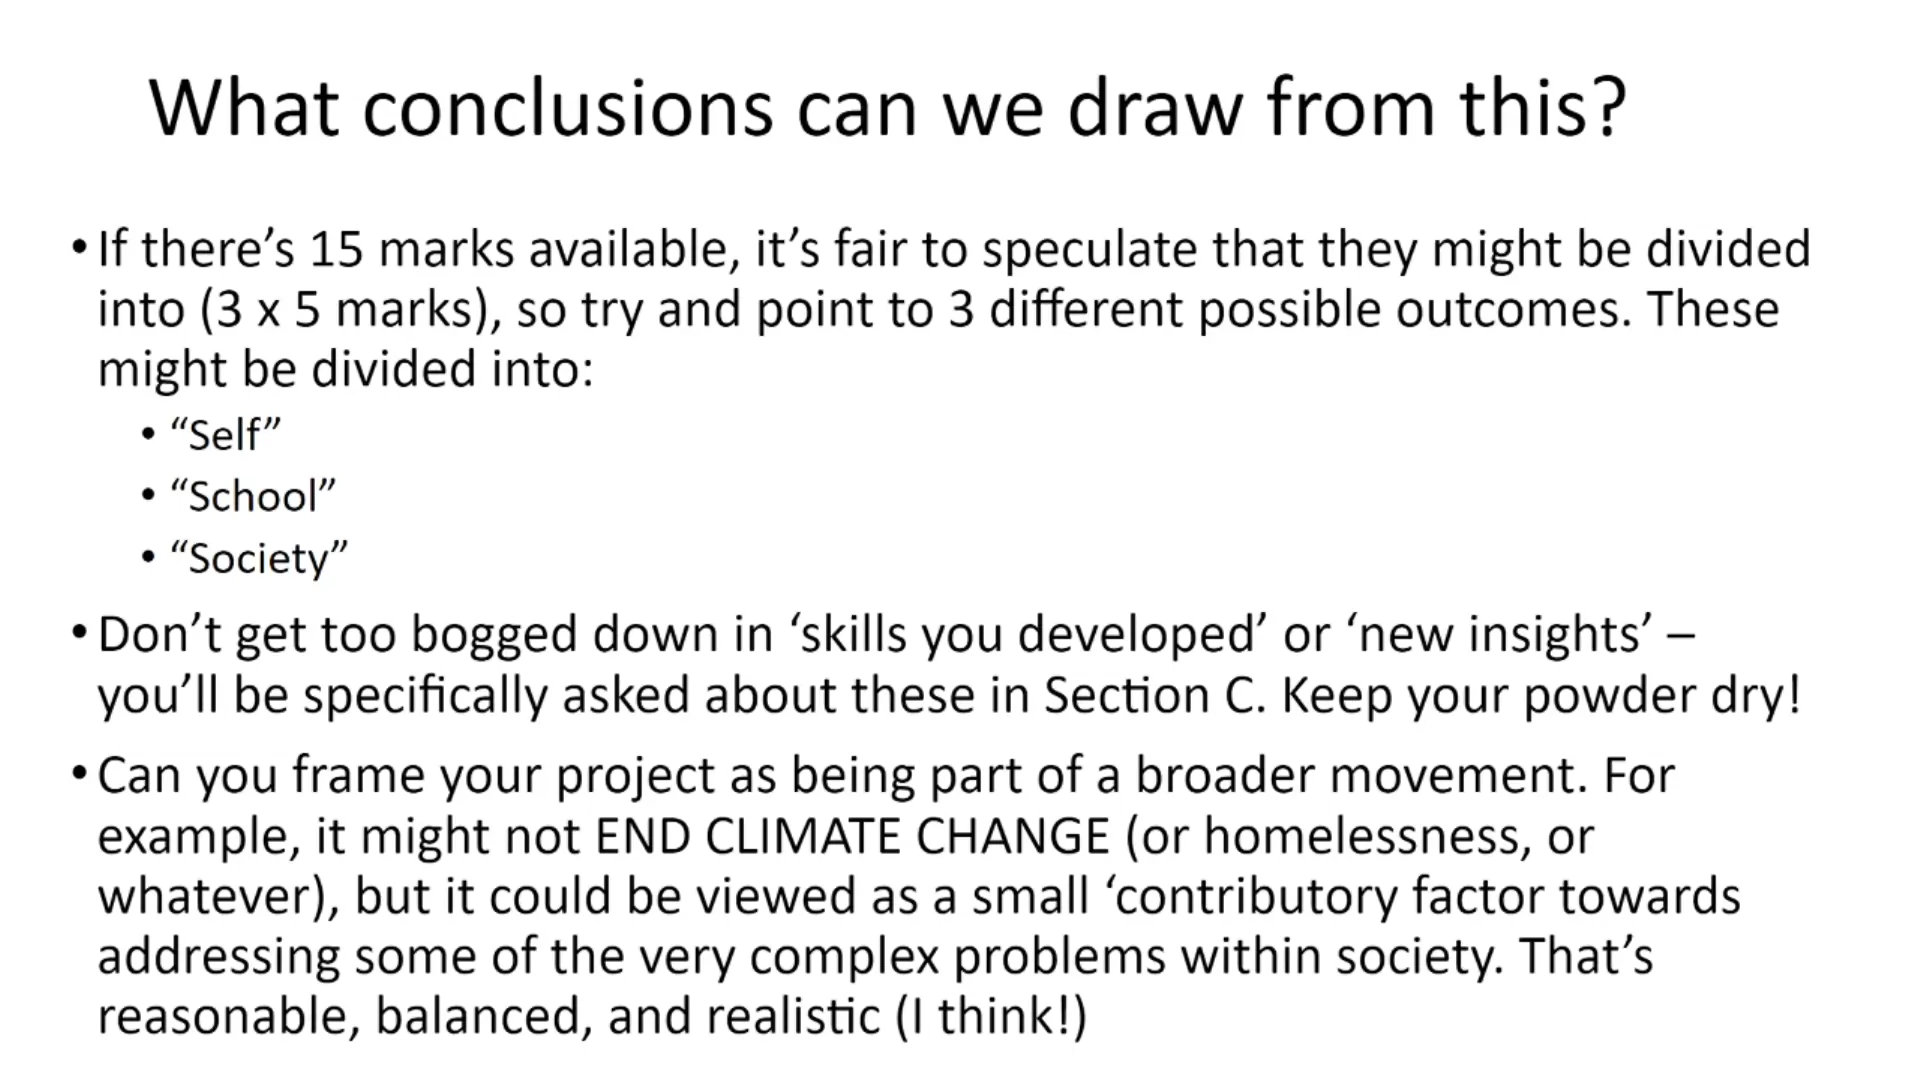 What conclusions can we draw from this?
• If there’s 15 marks available, it’s fair to speculate that they might be divided
into (3 x 5 marks), so try and point to 3 different possible outcomes. These
might be divided into:
• “Self”
• “School”
• “Society”
• Don’t get too bogged down in ‘skills you developed’ or ‘new insights’ –
you’ll be specifically asked about these in Section C. Keep your powder dry!
• Can you frame your project as being part of a broader movement. For
example, it might not END CLIMATE CHANGE (or homelessness, or
whatever), but it could be viewed as a small ‘contributory factor towards
addressing some of the very complex problems within society. That’s
reasonable, balanced, and realistic (I think!)